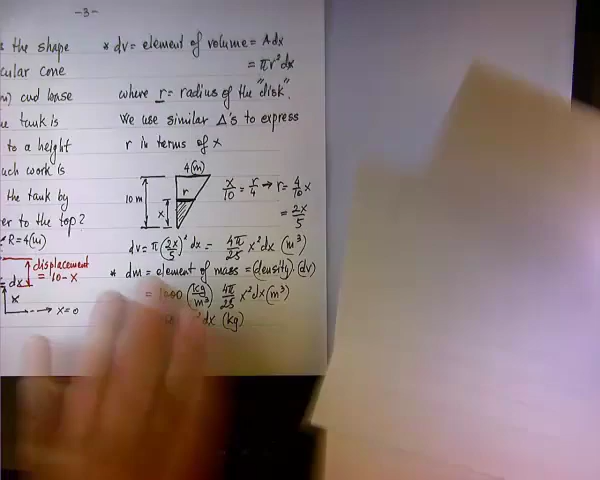 -3-
the shape
cular cone
m) and base
tank is
to a height
uch work is
the tank by
er to the top?
R=4(m)
displacement
= 10-x
dx
x
x=0
* dv = element of volume = A dx
= πr²dx
where r = radius of the "disk".
We use similar Δ's to express
r in terms of x
4(m)
10 m
r
x
x/10 = r/4 → r = 4/10 x
= 2x/5
dv = π(2x/5)² dx = 4π/25 x² dx (m³)
* dm = element of mass = (density)(dv)
= 1000 (kg/m³) 4π/25 x² dx (m³)
² dx (kg)